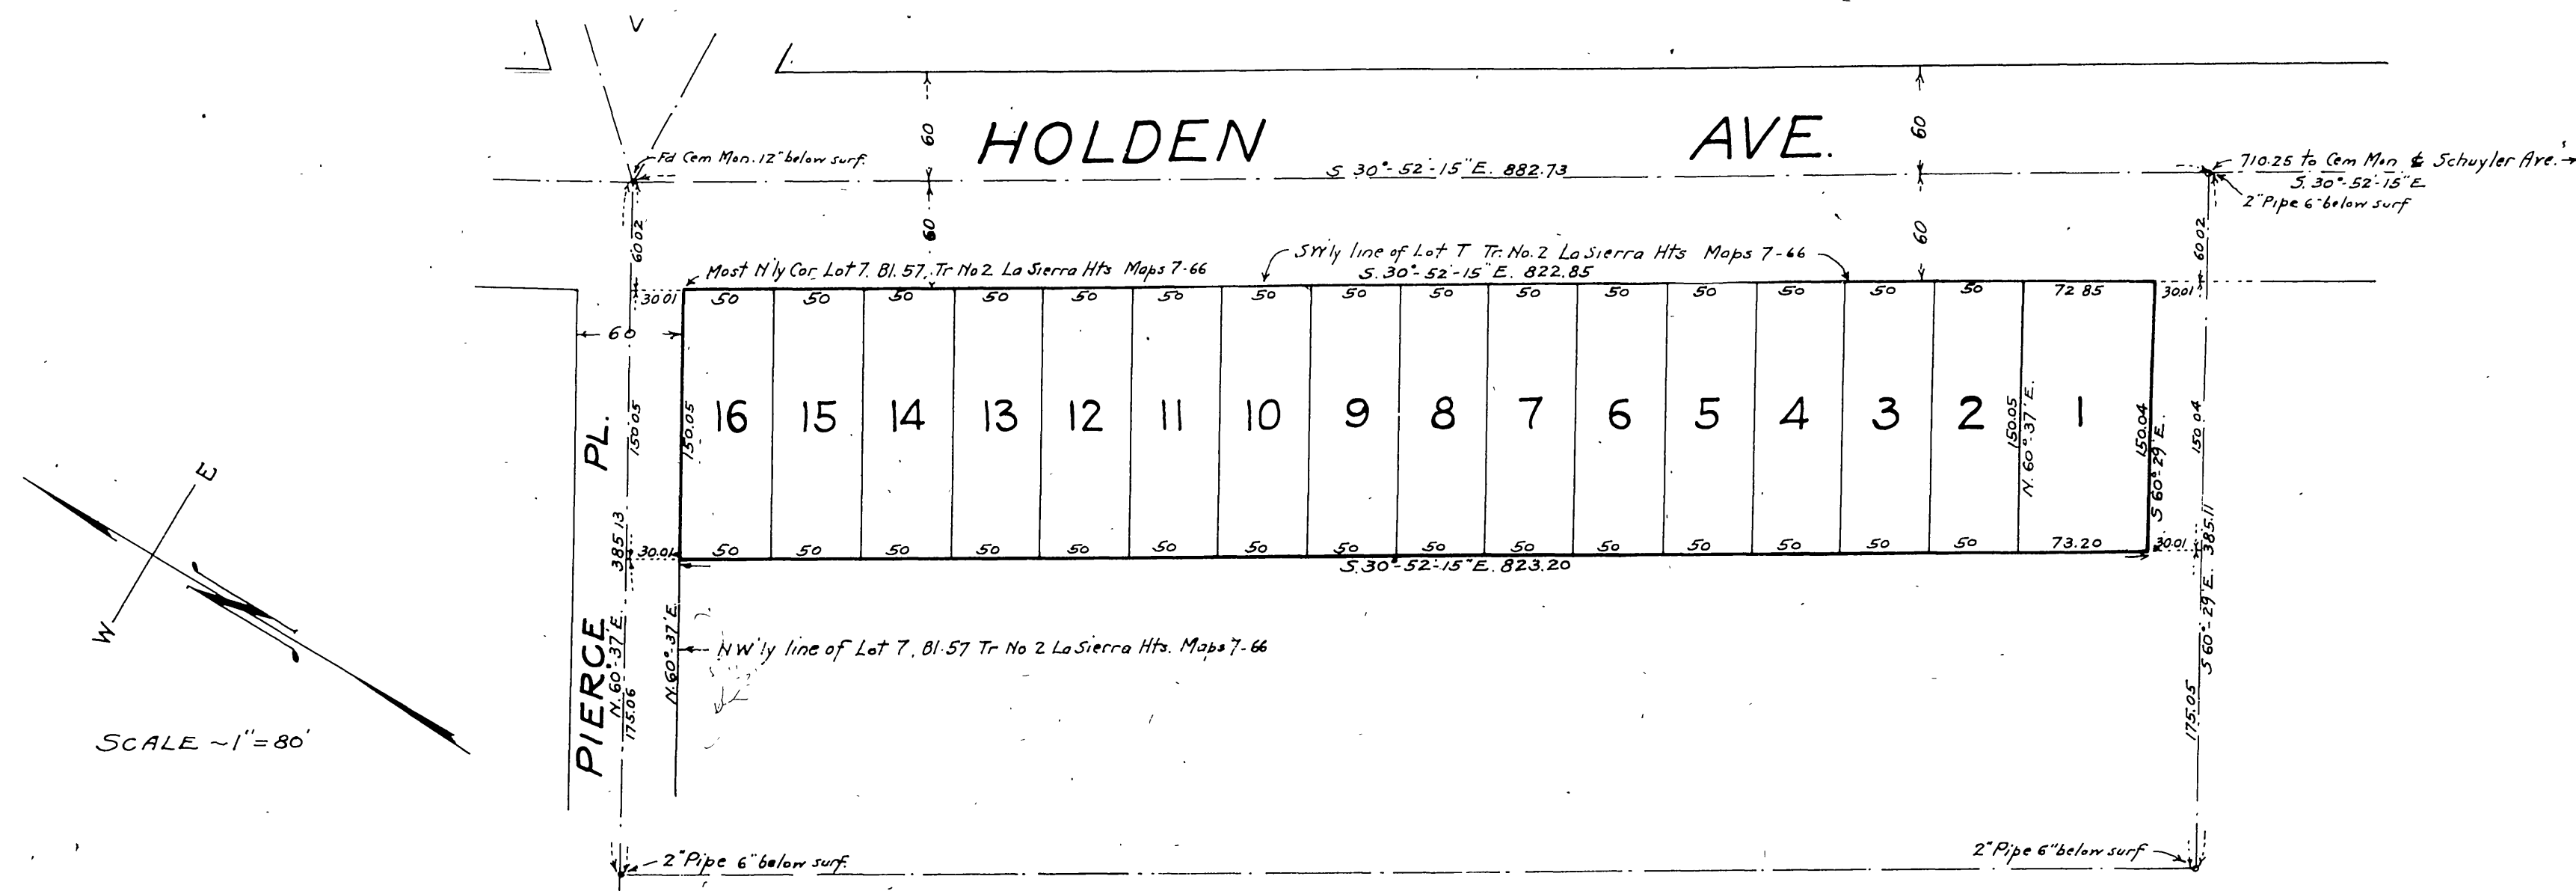 V
Fd Cem Mon. 12" below surf.
HOLDEN AVE.
60
60
S 30°-52'-15" E. 882.73
710.25 to Cem Mon ℄ Schuyler Ave.'s
S. 30°-52'-15" E
2" Pipe 6" below surf
60.02
60
60
60.02
Most N'ly Cor. Lot 7. Bl. 57, Tr No 2 La Sierra Hts Maps 7-66
SW'ly line of Lot T Tr. No. 2 La Sierra Hts Maps 7-66
S. 30°-52'-15" E. 822.85
30.01 50 50 50 50 50 50 50 50 50 50 50 50 50 50 50 72.85 30.01
60
PIERCE PL.
150.05
150.05
16 15 14 13 12 11 10 9 8 7 6 5 4 3 2 1
150.05
N. 60°-37' E.
150.04
S 60°-29' E.
150.04
30.01 50 50 50 50 50 50 50 50 50 50 50 50 50 50 50 73.20 30.01
S. 30°-52'-15" E. 823.20
N. 60°-37' E. 385.13
175.06
N. 60°-37' E.
NW'ly line of Lot 7, Bl. 57 Tr No 2 La Sierra Hts. Maps 7-66
S 60°-29' E. 385.11
175.05
E
W
N
SCALE ~ 1" = 80'
2" Pipe 6" below surf.
2" Pipe 6" below surf